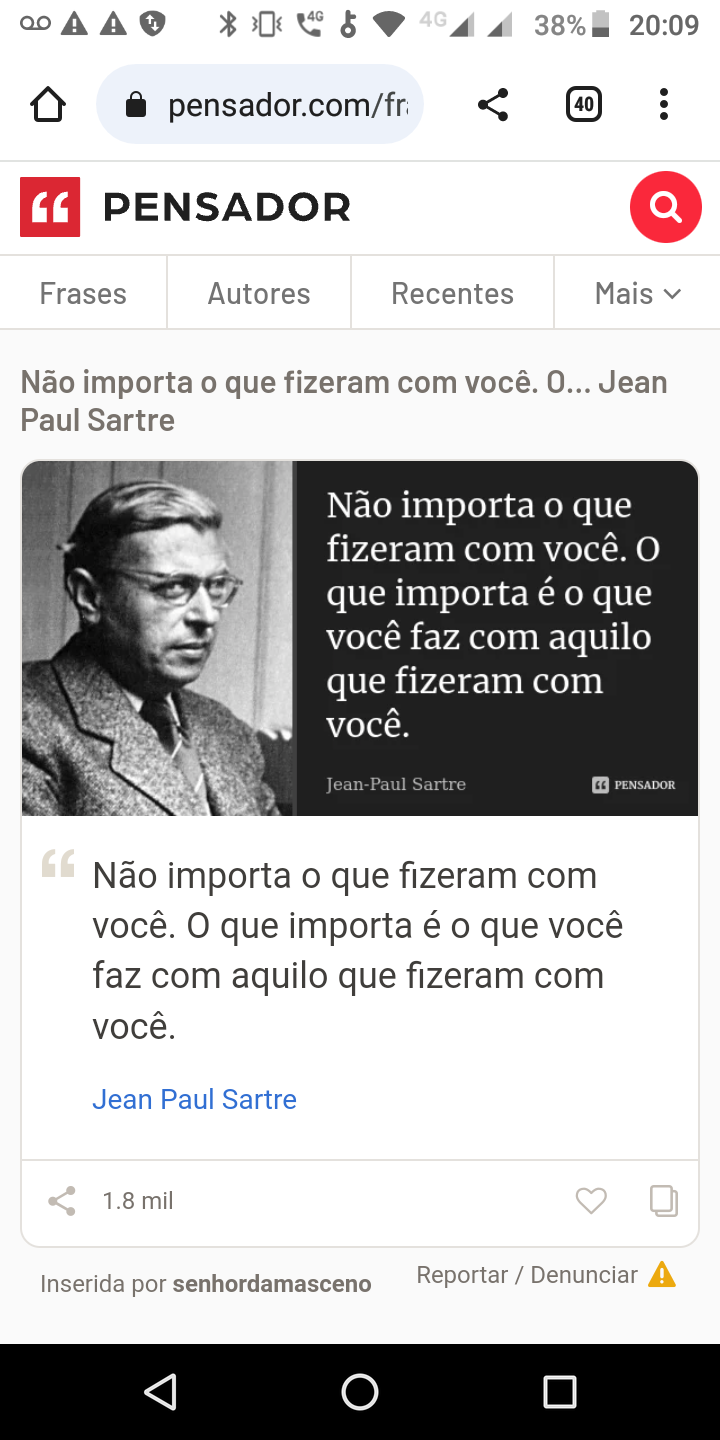 4G 4G 38% 20:09
pensador.com/fr
40
PENSADOR
Frases Autores Recentes Mais
Não importa o que fizeram com você. O... Jean
Paul Sartre
Não importa o que
fizeram com você. O
que importa é o que
você faz com aquilo
que fizeram com
você.
Jean-Paul Sartre PENSADOR
Não importa o que fizeram com
você. O que importa é o que você
faz com aquilo que fizeram com
você.
Jean Paul Sartre
1.8 mil
Inserida por senhordamasceno Reportar / Denunciar